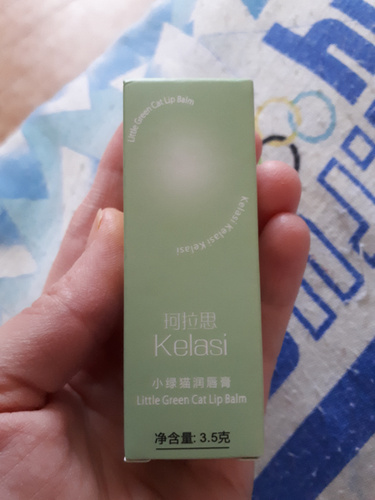 Little Green Cat Lip Balm
Kelasi Kelasi Kelasi
珂拉思
Kelasi
小绿猫润唇膏
Little Green Cat Lip Balm
净含量: 3.5克